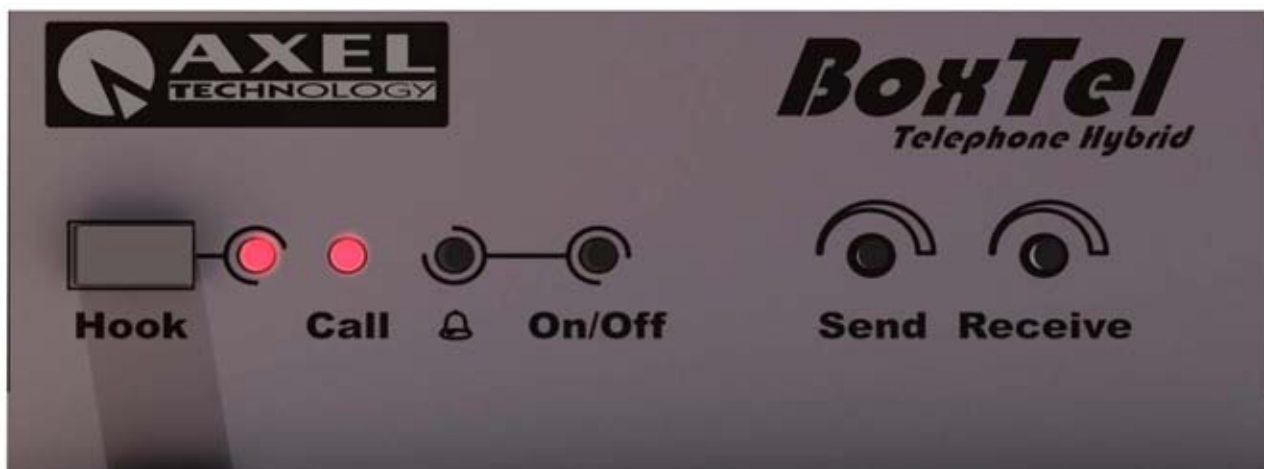 AXEL
TECHNOLOGY
BoxTel
Telephone Hybrid
Hook
Call
On/Off
Send
Receive